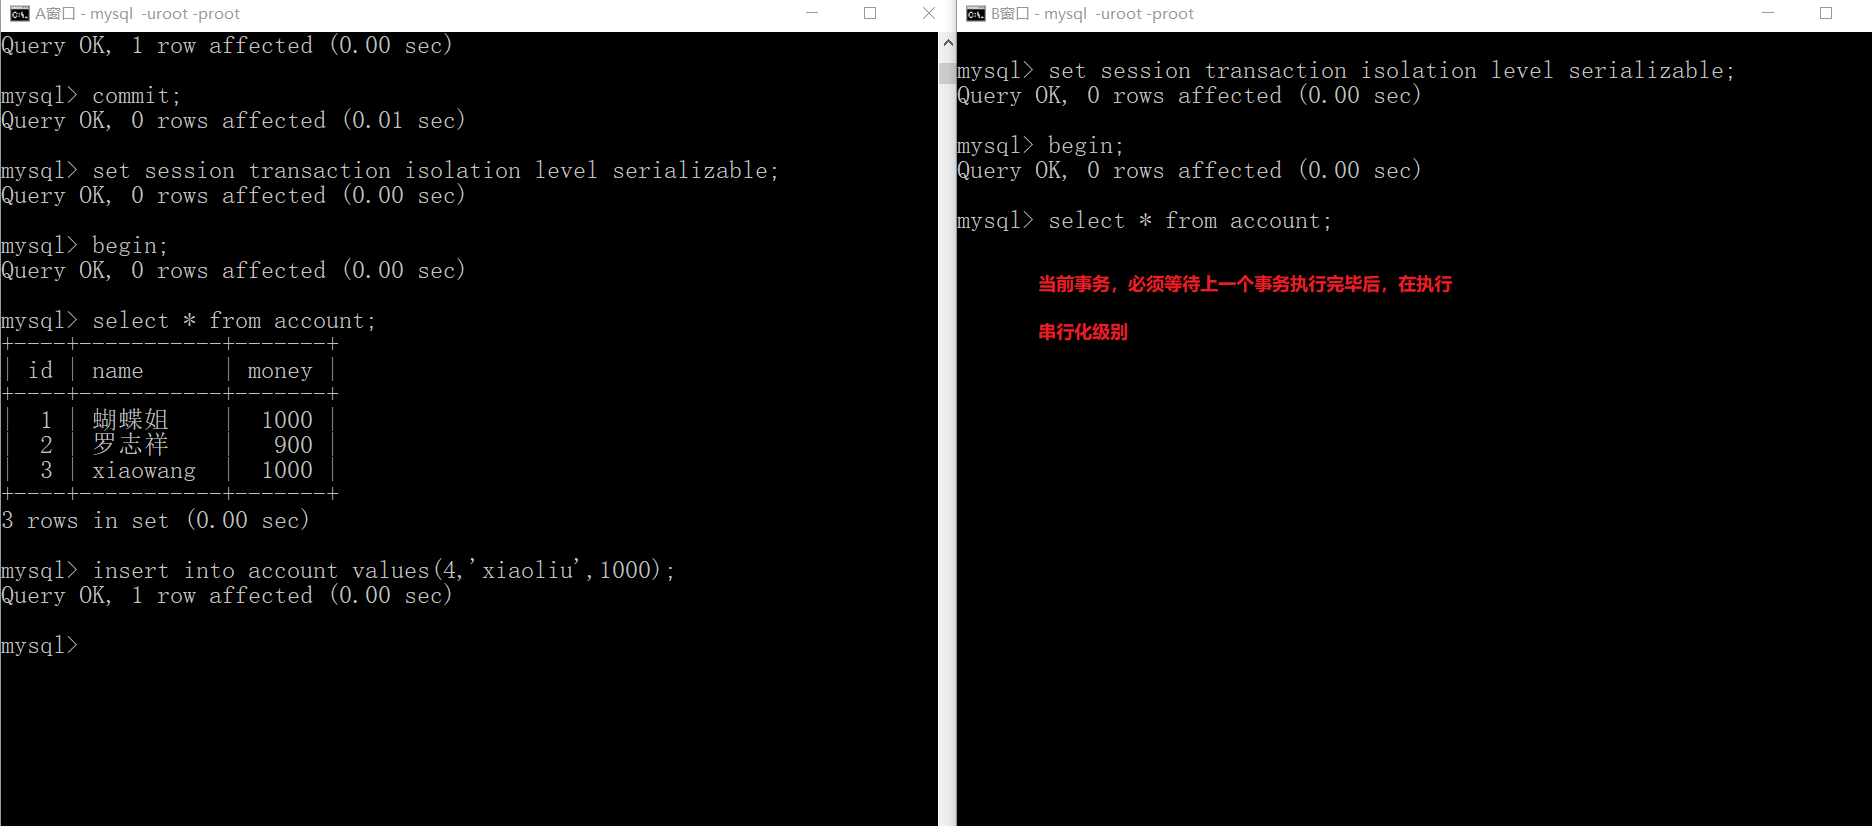 A窗口 - mysql  -uroot -proot
Query OK, 1 row affected (0.00 sec)
mysql> commit;
Query OK, 0 rows affected (0.01 sec)
mysql> set session transaction isolation level serializable;
Query OK, 0 rows affected (0.00 sec)
mysql> begin;
Query OK, 0 rows affected (0.00 sec)
mysql> select * from account;
+----+-----------+-------+
| id | name      | money |
+----+-----------+-------+
|  1 | 蝴蝶姐    |  1000 |
|  2 | 罗志祥    |   900 |
|  3 | xiaowang  |  1000 |
+----+-----------+-------+
3 rows in set (0.00 sec)
mysql> insert into account values(4,'xiaoliu',1000);
Query OK, 1 row affected (0.00 sec)
mysql>
B窗口 - mysql  -uroot -proot
mysql> set session transaction isolation level serializable;
Query OK, 0 rows affected (0.00 sec)
mysql> begin;
Query OK, 0 rows affected (0.00 sec)
mysql> select * from account;
当前事务，必须等待上一个事务执行完毕后，在执行
串行化级别